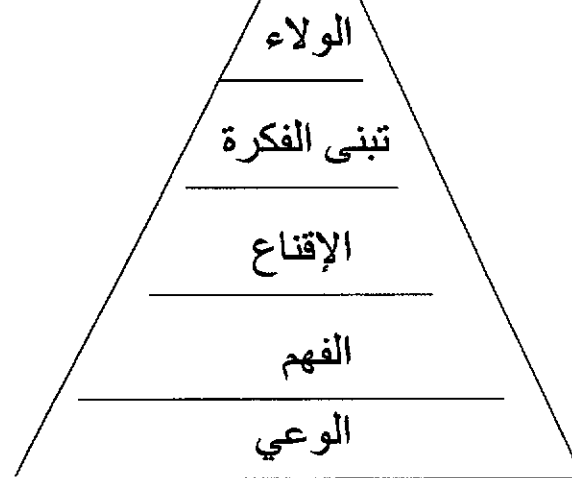 الولاء
تبنى الفكرة
الإقناع
الفهم
الوعي